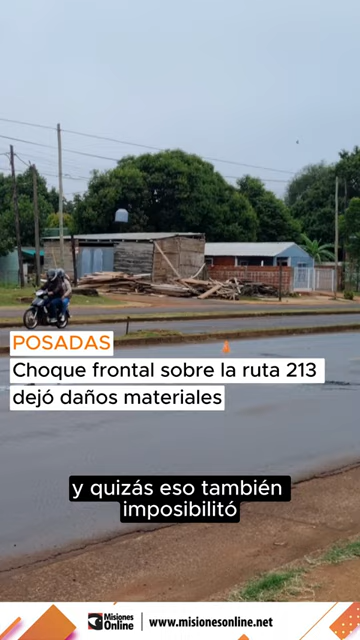 POSADAS
Choque frontal sobre la ruta 213
dejó daños materiales
y quizás eso también
imposibilitó
Misiones
Online
www.misionesonline.net